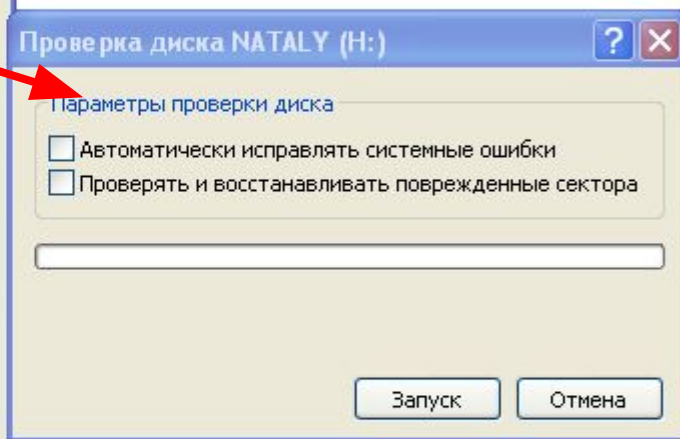 Проверка диска NATALY (H:)
Параметры проверки диска
Автоматически исправлять системные ошибки
Проверять и восстанавливать поврежденные сектора
Запуск
Отмена